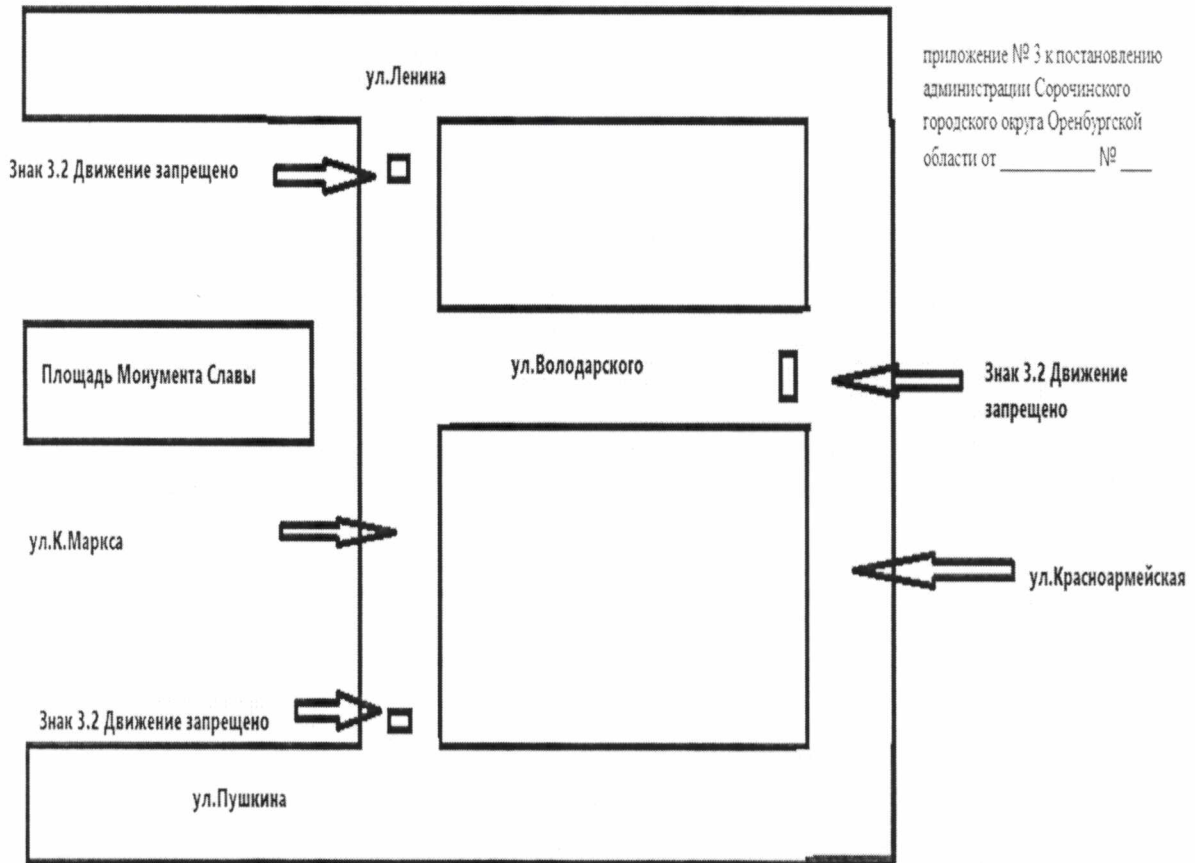 приложение № 3 к постановлению
администрации Сорочинского
городского округа Оренбургской
области от ____________ № ____
ул.Ленина
Знак 3.2 Движение запрещено
Площадь Монумента Славы
ул.Володарского
Знак 3.2 Движение
запрещено
ул.К.Маркса
ул.Красноармейская
Знак 3.2 Движение запрещено
ул.Пушкина